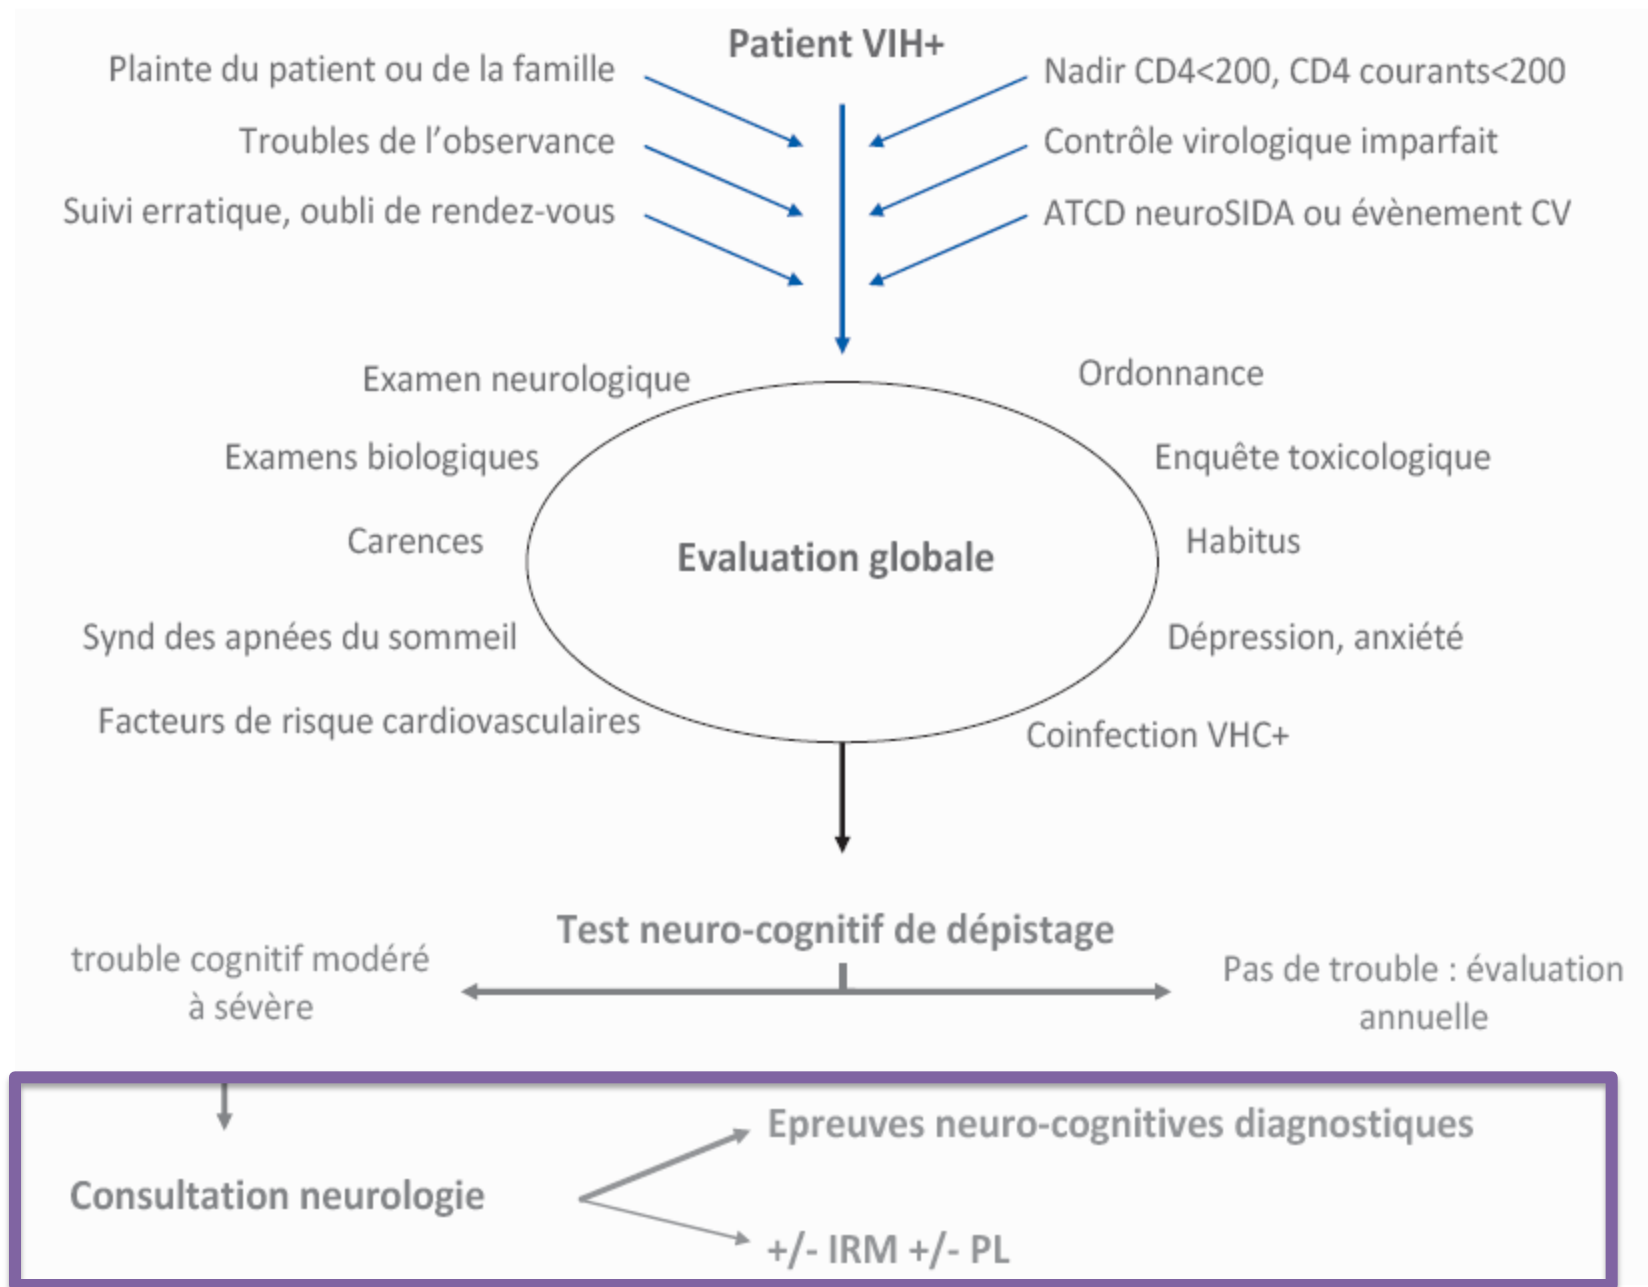 Patient VIH+
Plainte du patient ou de la famille
Troubles de l'observance
Suivi erratique, oubli de rendez-vous
Nadir CD4<200, CD4 courants<200
Contrôle virologique imparfait
ATCD neuroSIDA ou évènement CV
Examen neurologique
Examens biologiques
Carences
Synd des apnées du sommeil
Facteurs de risque cardiovasculaires
Evaluation globale
Ordonnance
Enquête toxicologique
Habitus
Dépression, anxiété
Coinfection VHC+
Test neuro-cognitif de dépistage
trouble cognitif modéré
à sévère
Pas de trouble : évaluation
annuelle
Consultation neurologie
Epreuves neuro-cognitives diagnostiques
+/- IRM +/- PL